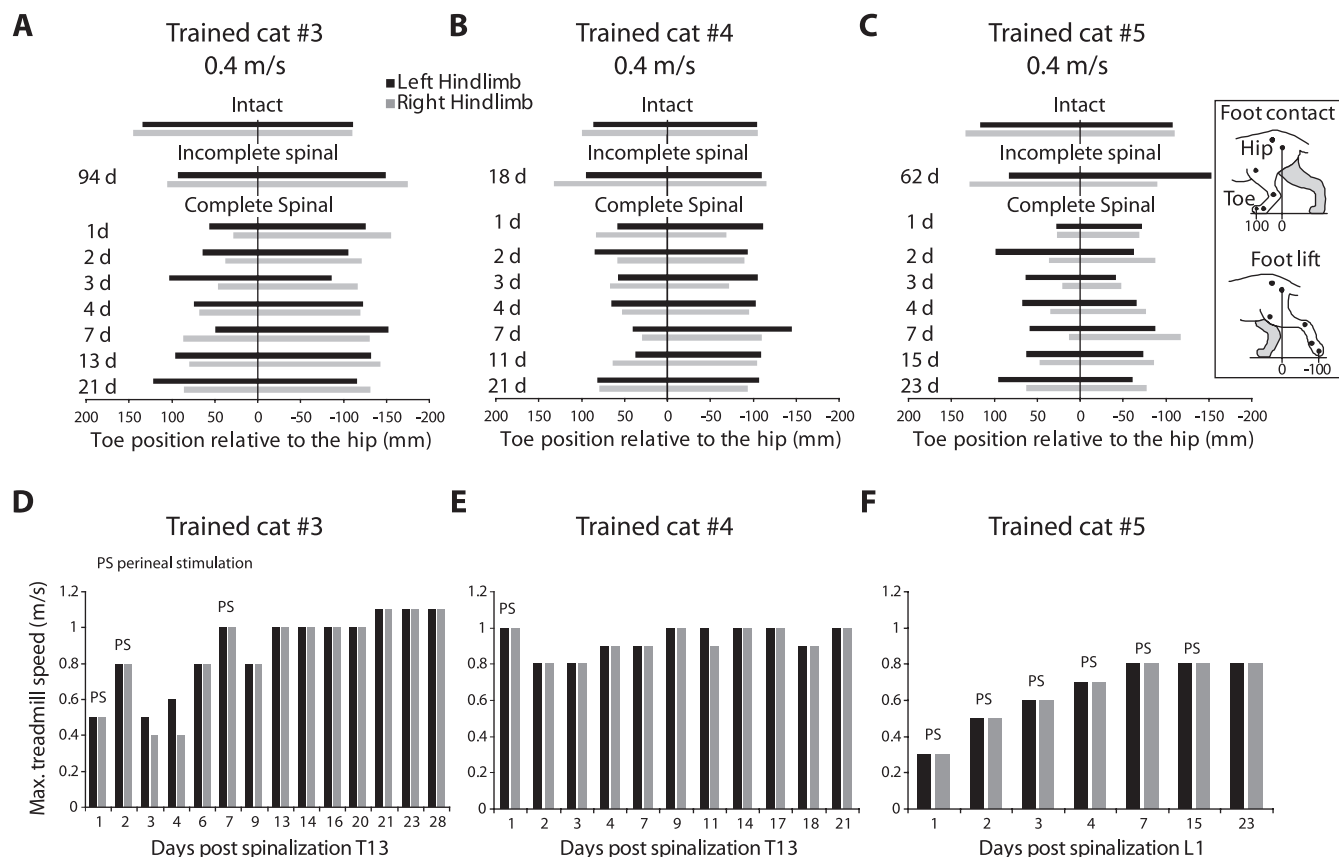 A
Trained cat #3
0.4 m/s
Left Hindlimb
Right Hindlimb
Intact
Incomplete spinal
94 d
Complete Spinal
1d
2 d
3 d
4 d
7 d
13 d
21 d
200 150 100 50 0 -50 -100 -150 -200
Toe position relative to the hip (mm)
B
Trained cat #4
0.4 m/s
Intact
Incomplete spinal
18 d
Complete Spinal
1 d
2 d
3 d
4 d
7 d
11 d
21 d
200 150 100 50 0 -50 -100 -150 -200
Toe position relative to the hip (mm)
C
Trained cat #5
0.4 m/s
Intact
Incomplete spinal
62 d
Complete Spinal
1 d
2 d
3 d
4 d
7 d
15 d
23 d
200 150 100 50 0 -50 -100 -150 -200
Toe position relative to the hip (mm)
Foot contact
Hip
Toe
100 0
Foot lift
0 -100
D
Trained cat #3
PS perineal stimulation
Max. treadmill speed (m/s)
1.2
1
0.8
0.6
0.4
0.2
0
PS
PS
PS
1 2 3 4 6 7 9 13 14 16 20 21 23 28
Days post spinalization T13
E
Trained cat #4
1.2
1
0.8
0.6
0.4
0.2
0
PS
1 2 3 4 7 9 11 14 17 18 21
Days post spinalization T13
F
Trained cat #5
1.2
1
0.8
0.6
0.4
0.2
0
PS
PS
PS
PS
PS
PS
1 2 3 4 7 15 23
Days post spinalization L1